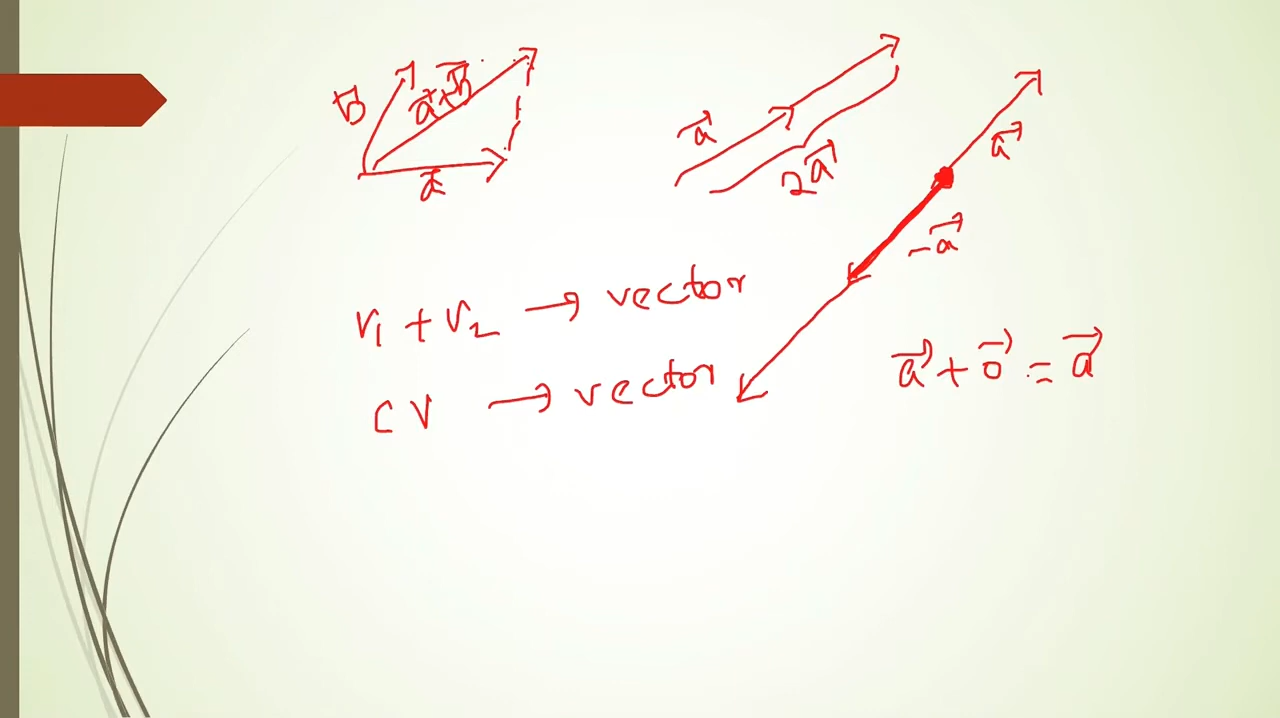 b⃗
a⃗ + b⃗
a⃗
a⃗
2a⃗
a⃗
-a⃗
v₁ + v₂ → vector
cv → vector
a⃗ + 0⃗ = a⃗